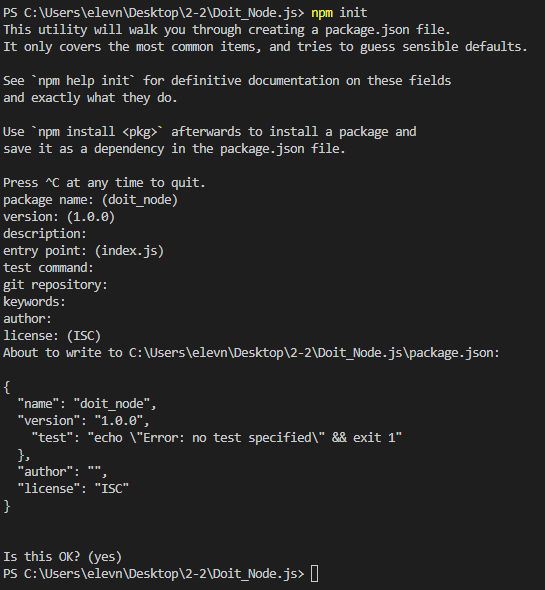 PS C:\Users\elevn\Desktop\2-2\Doit_Node.js> npm init
This utility will walk you through creating a package.json file.
It only covers the most common items, and tries to guess sensible defaults.
See `npm help init` for definitive documentation on these fields
and exactly what they do.
Use `npm install <pkg>` afterwards to install a package and
save it as a dependency in the package.json file.
Press ^C at any time to quit.
package name: (doit_node)
version: (1.0.0)
description:
entry point: (index.js)
test command:
git repository:
keywords:
author:
license: (ISC)
About to write to C:\Users\elevn\Desktop\2-2\Doit_Node.js\package.json:
{
  "name": "doit_node",
  "version": "1.0.0",
    "test": "echo \"Error: no test specified\" && exit 1"
  },
  "author": "",
  "license": "ISC"
}
Is this OK? (yes)
PS C:\Users\elevn\Desktop\2-2\Doit_Node.js>